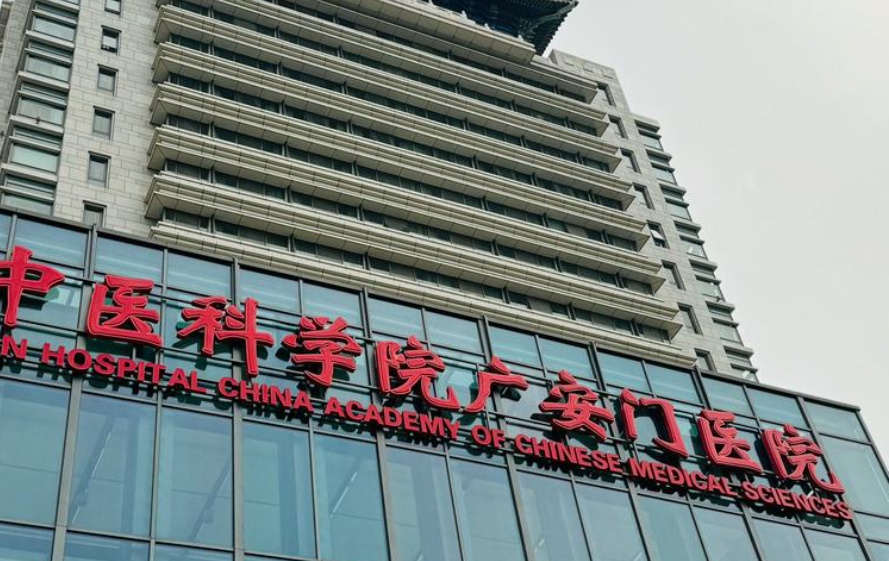 中医科学院广安门医院
N HOSPITAL CHINA ACADEMY OF CHINESE MEDICAL SCIENCES